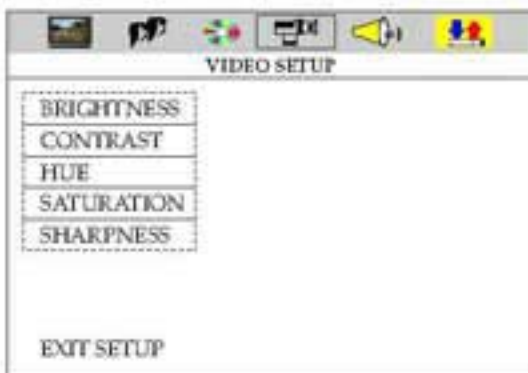 VIDEO SETUP
BRIGHTNESS
CONTRAST
HUE
SATURATION
SHARPNESS
EXIT SETUP